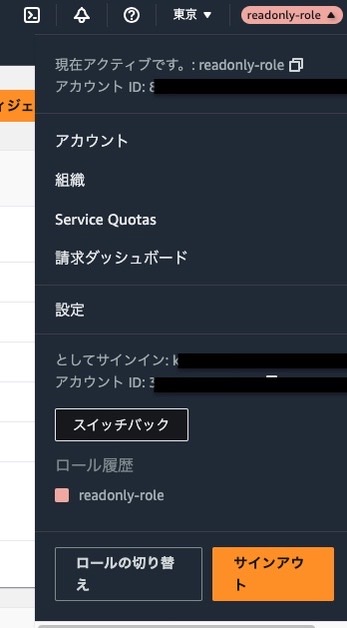 東京 ▼
readonly-role ▲
ィジェ
現在アクティブです。: readonly-role
アカウント ID: 8
アカウント
組織
Service Quotas
請求ダッシュボード
設定
としてサインイン: k
アカウント ID: 3
スイッチバック
ロール履歴
readonly-role
ロールの切り替
え
サインアウ
ト